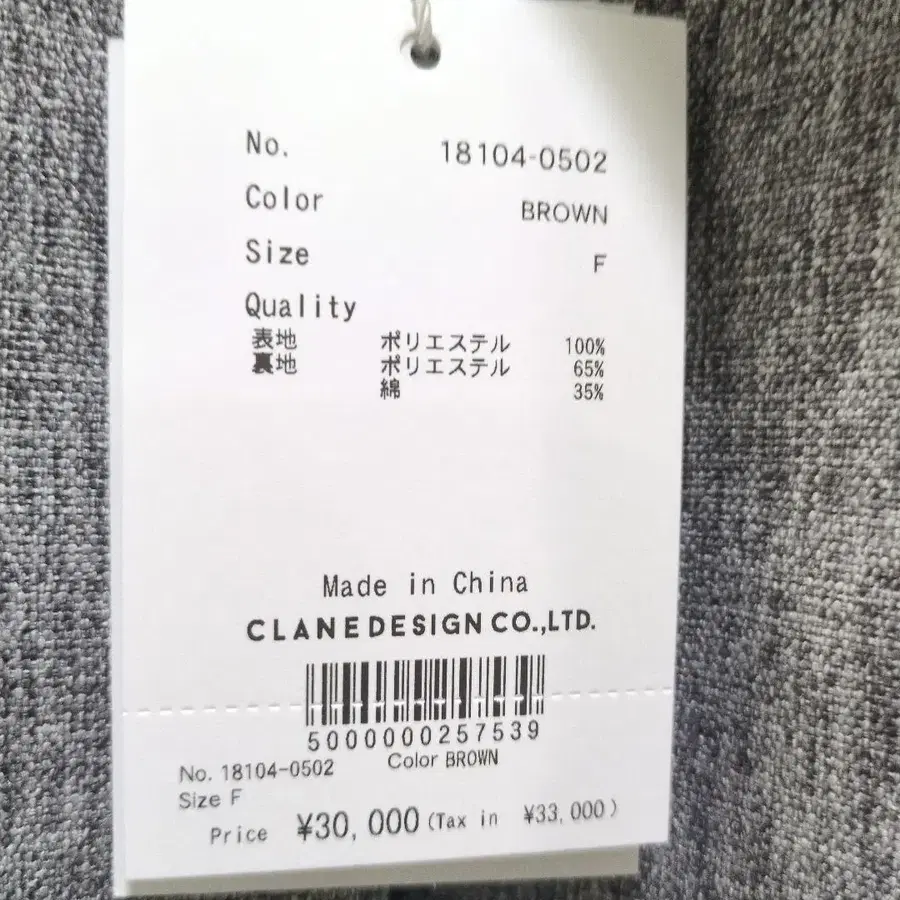 No. 18104-0502
Color BROWN
Size F
Quality
表地 ポリエステル 100%
裏地 ポリエステル 65%
綿 35%
Made in China
CLANE DESIGN CO.,LTD.
5000000257539
No. 18104-0502 Color BROWN
Size F
Price ¥30,000 (Tax in ¥33,000)